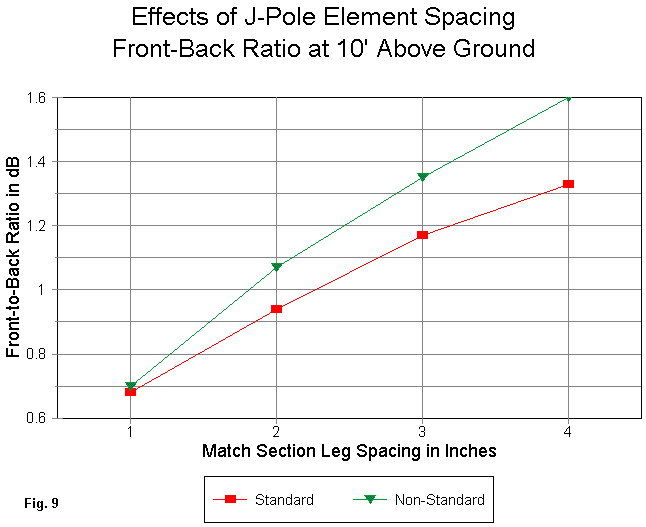 Effects of J-Pole Element Spacing
Front-Back Ratio at 10' Above Ground
Front-to-Back Ratio in dB
1.6
1.4
1.2
1
0.8
0.6
1 2 3 4
Match Section Leg Spacing in Inches
Fig. 9
Standard Non-Standard